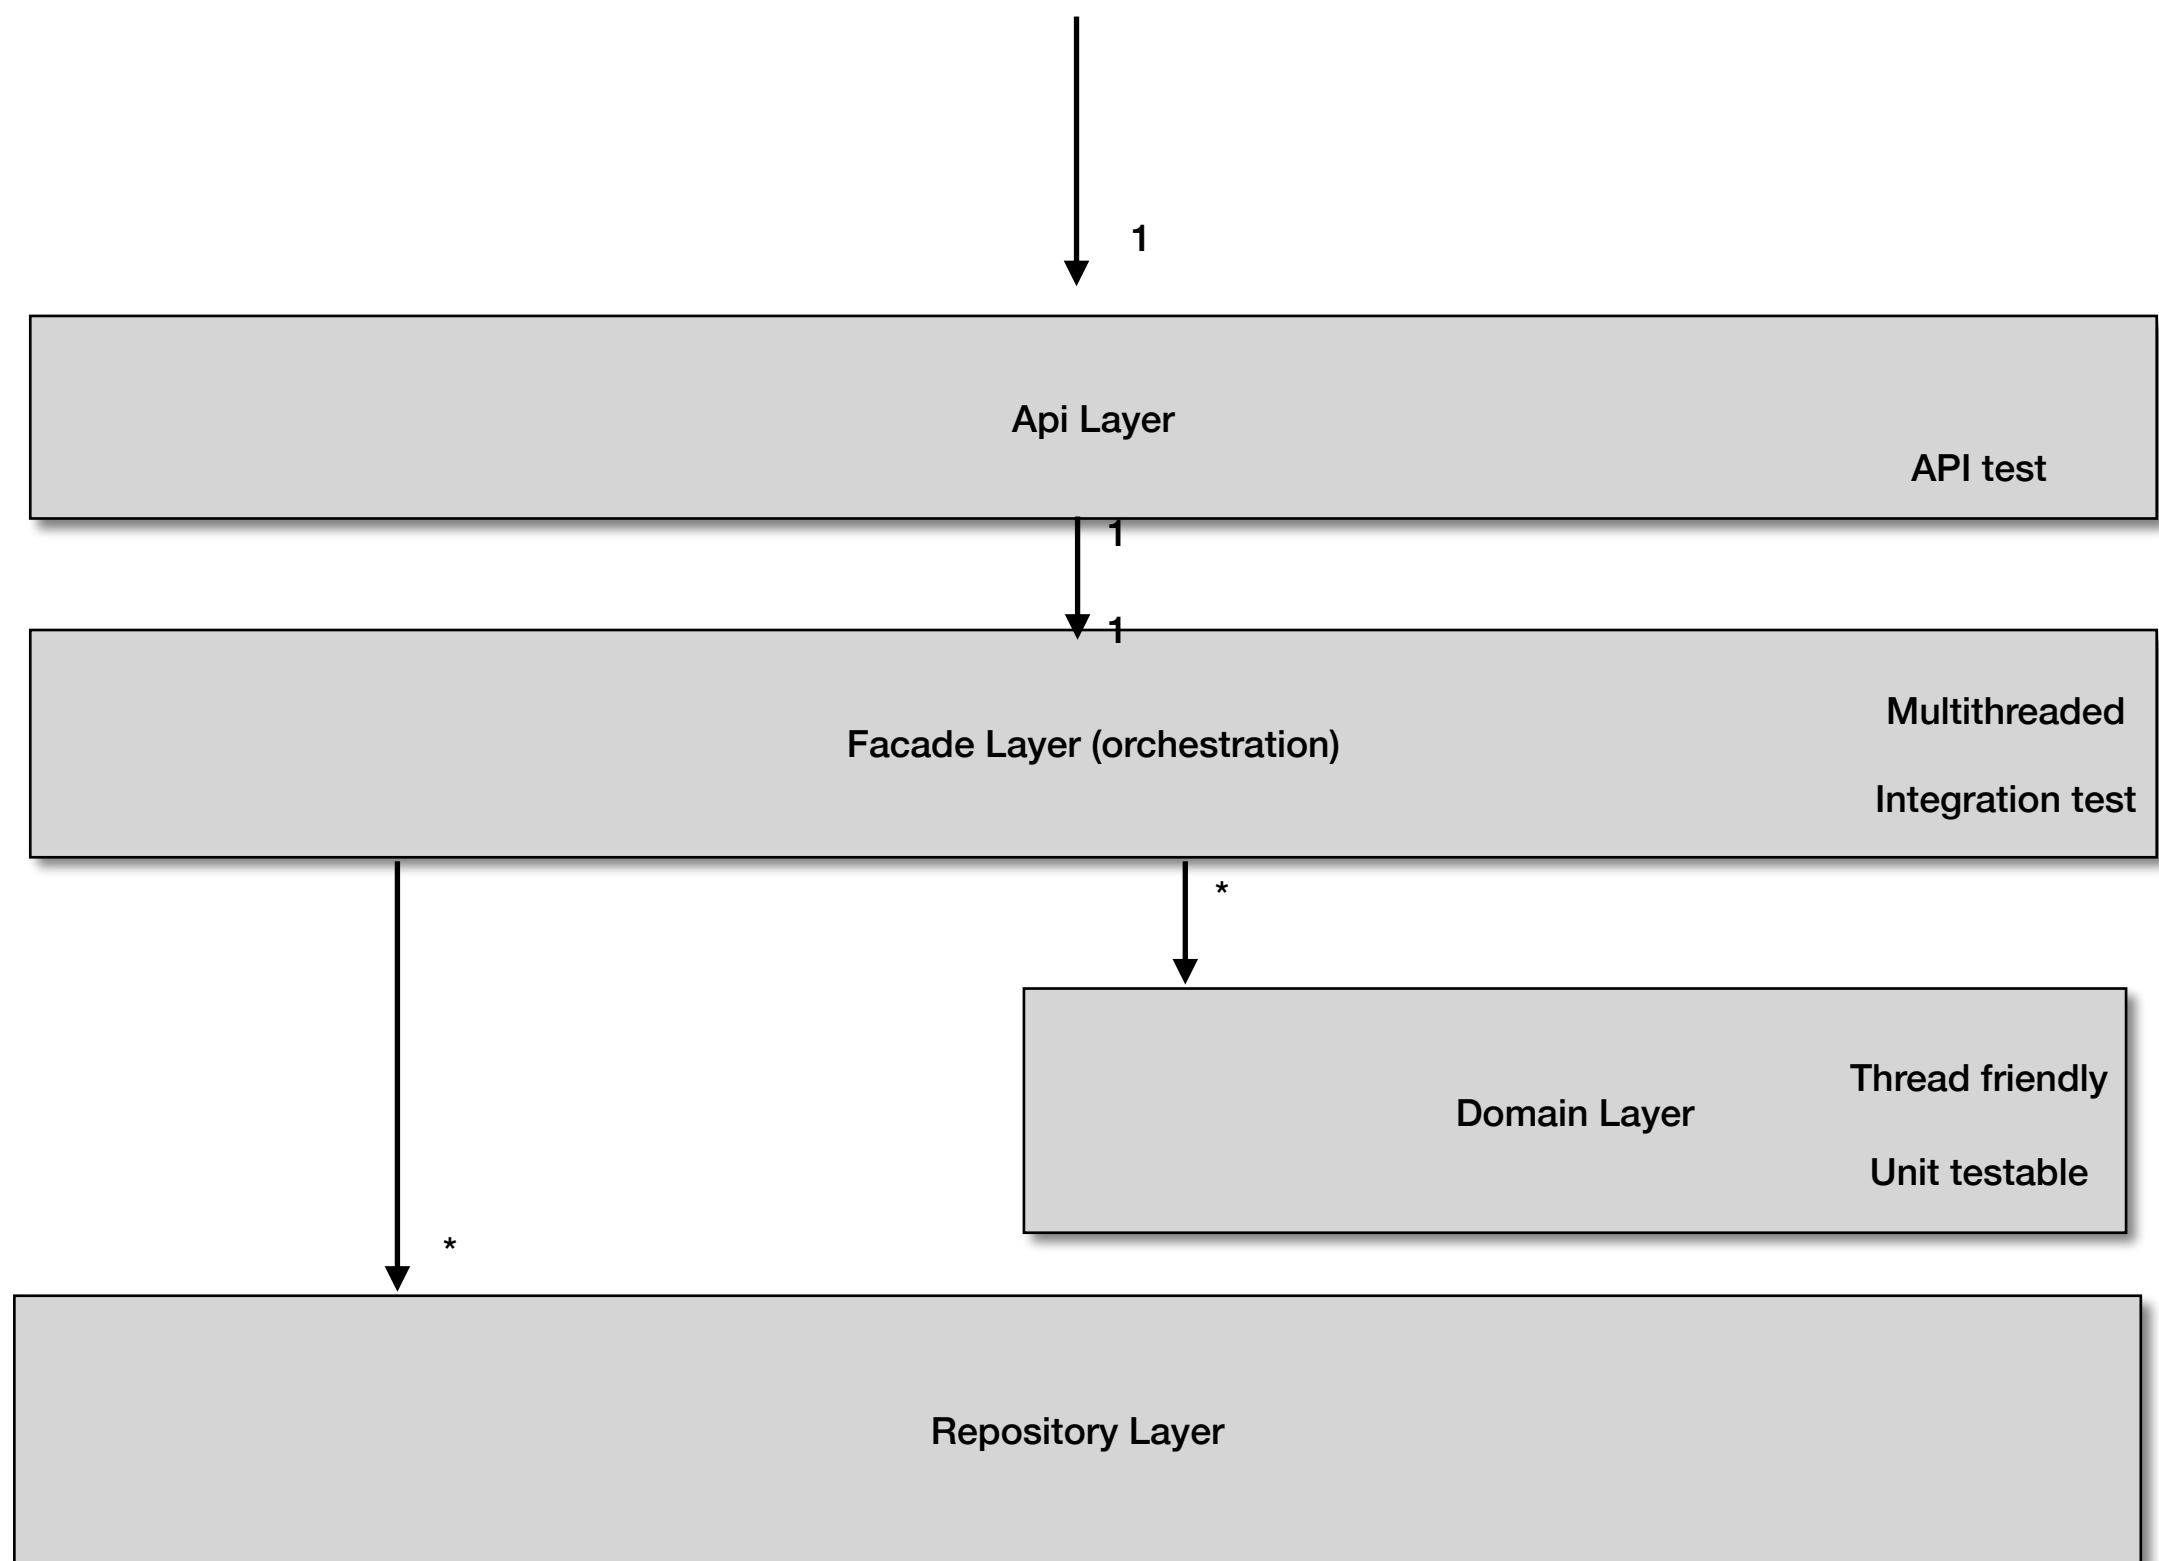 1
Api Layer
API test
1
1
Multithreaded
Facade Layer (orchestration)
Integration test
*
Thread friendly
Domain Layer
Unit testable
*
Repository Layer